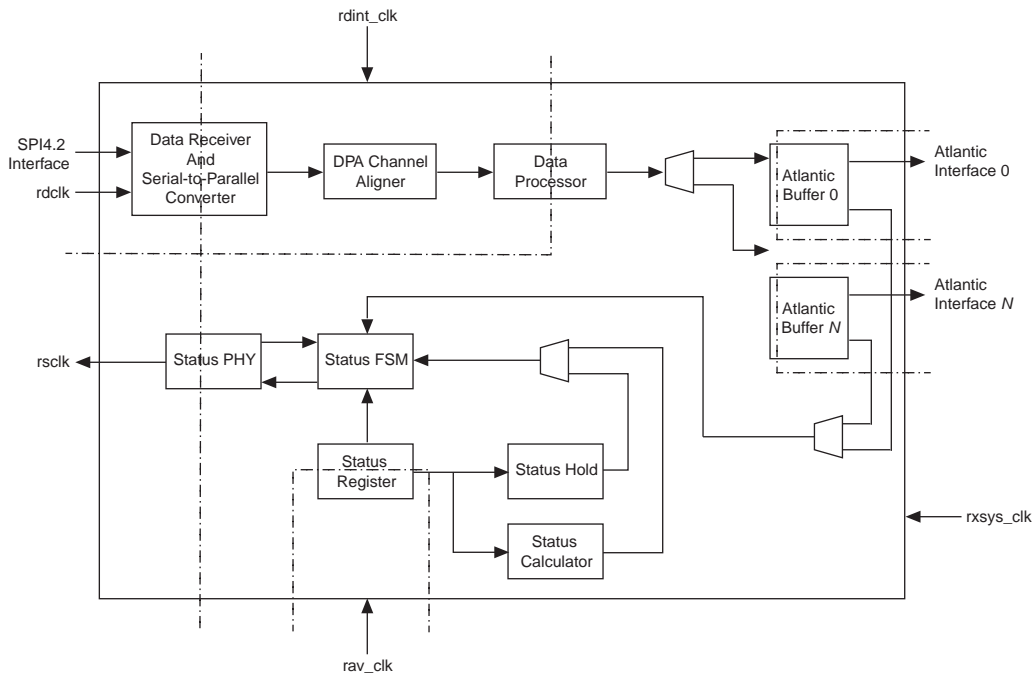 rdint_clk
SPI4.2
Interface
rdclk
Data Receiver
And
Serial-to-Parallel
Converter
DPA Channel
Aligner
Data
Processor
Atlantic
Buffer 0
Atlantic
Interface 0
Atlantic
Buffer N
Atlantic
Interface N
rsclk
Status PHY
Status FSM
Status
Register
Status Hold
Status
Calculator
rxsys_clk
rav_clk